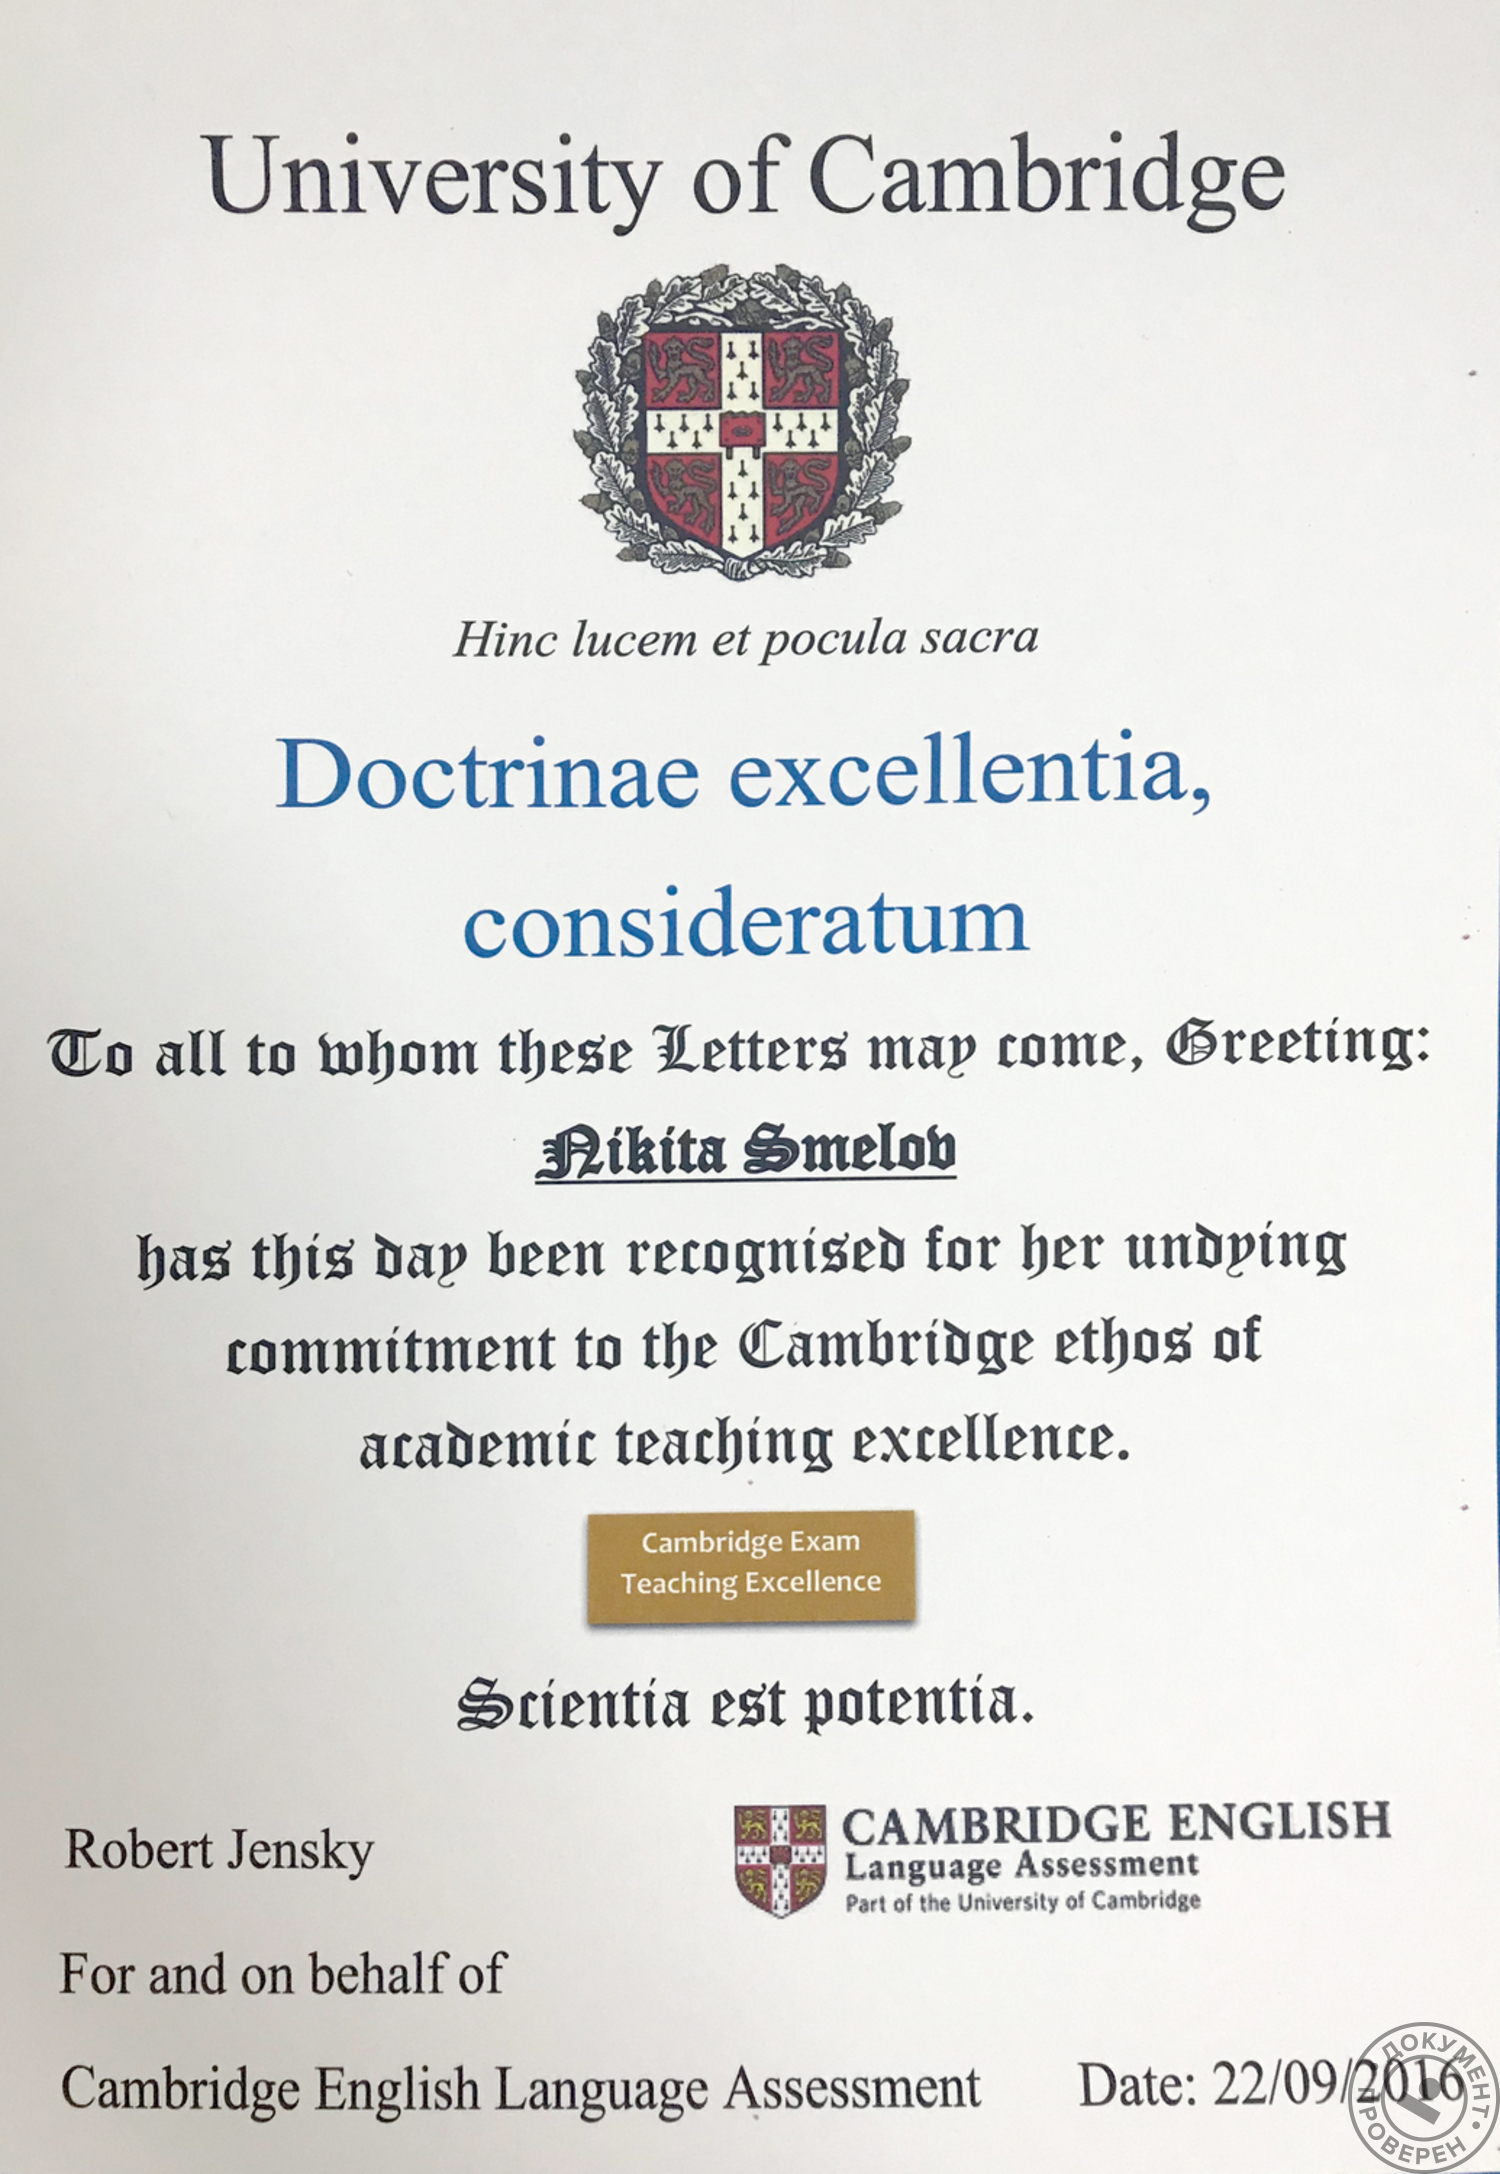 University of Cambridge
Hinc lucem et pocula sacra
Doctrinae excellentia,
consideratum
To all to whom these Letters may come, Greeting:
Nikita Smelov
has this day been recognised for her undying
commitment to the Cambridge ethos of
academic teaching excellence.
Cambridge Exam
Teaching Excellence
Scientia est potentia.
Robert Jensky
CAMBRIDGE ENGLISH
Language Assessment
Part of the University of Cambridge
For and on behalf of
Cambridge English Language Assessment
Date: 22/09/2016
ДОКУМЕНТ
ПРОВЕРЕН